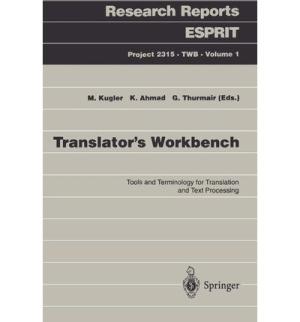 Research Reports
ESPRIT
Project 2315 · TWB · Volume 1
M. Kugler K. Ahmad G. Thurmair (Eds.)
Translator's Workbench
Tools and Terminology for Translation
and Text Processing
Springer